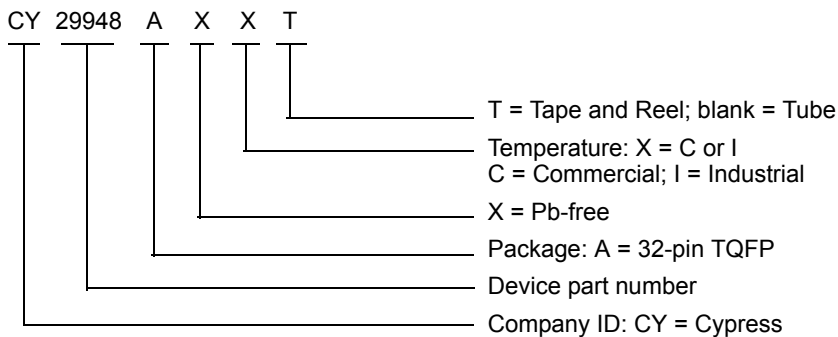 CY 29948 A X X T
T = Tape and Reel; blank = Tube
Temperature: X = C or I
C = Commercial; I = Industrial
X = Pb-free
Package: A = 32-pin TQFP
Device part number
Company ID: CY = Cypress